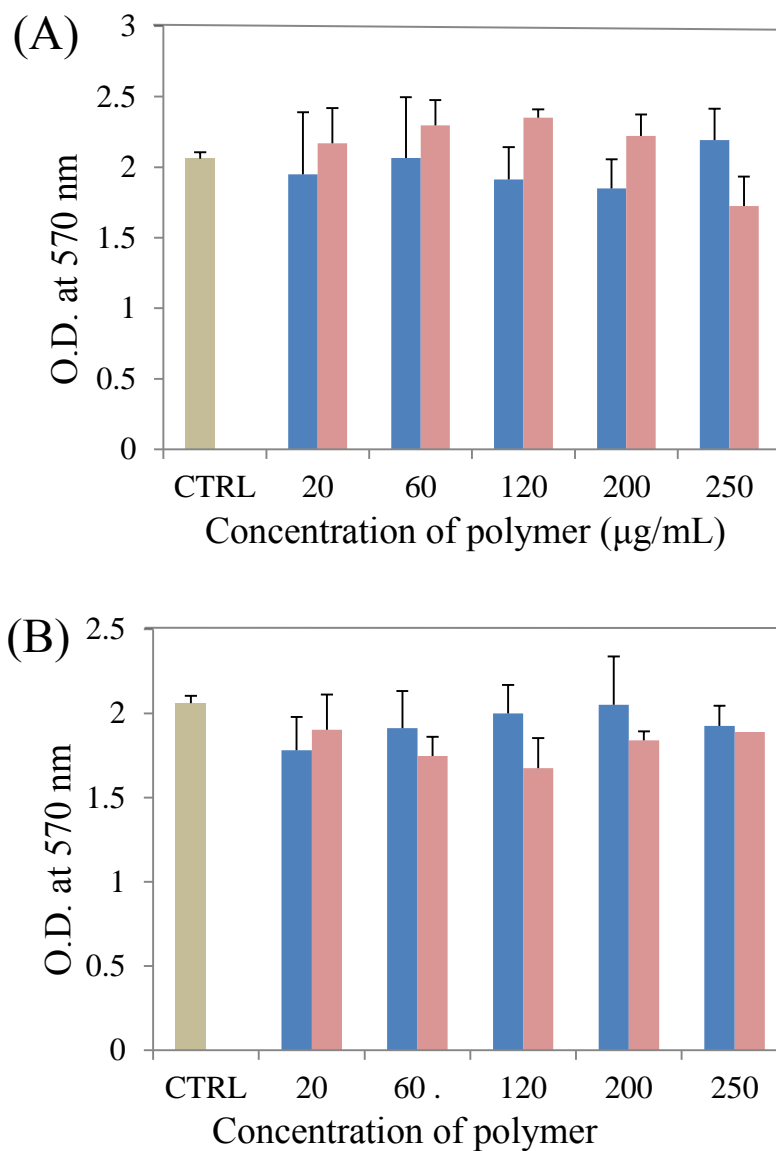 (A)
O.D. at 570 nm
3
2.5
2
1.5
1
0.5
0
CTRL 20 60 120 200 250
Concentration of polymer (µg/mL)
(B)
O.D. at 570 nm
2.5
2
1.5
1
0.5
0
CTRL 20 60 . 120 200 250
Concentration of polymer